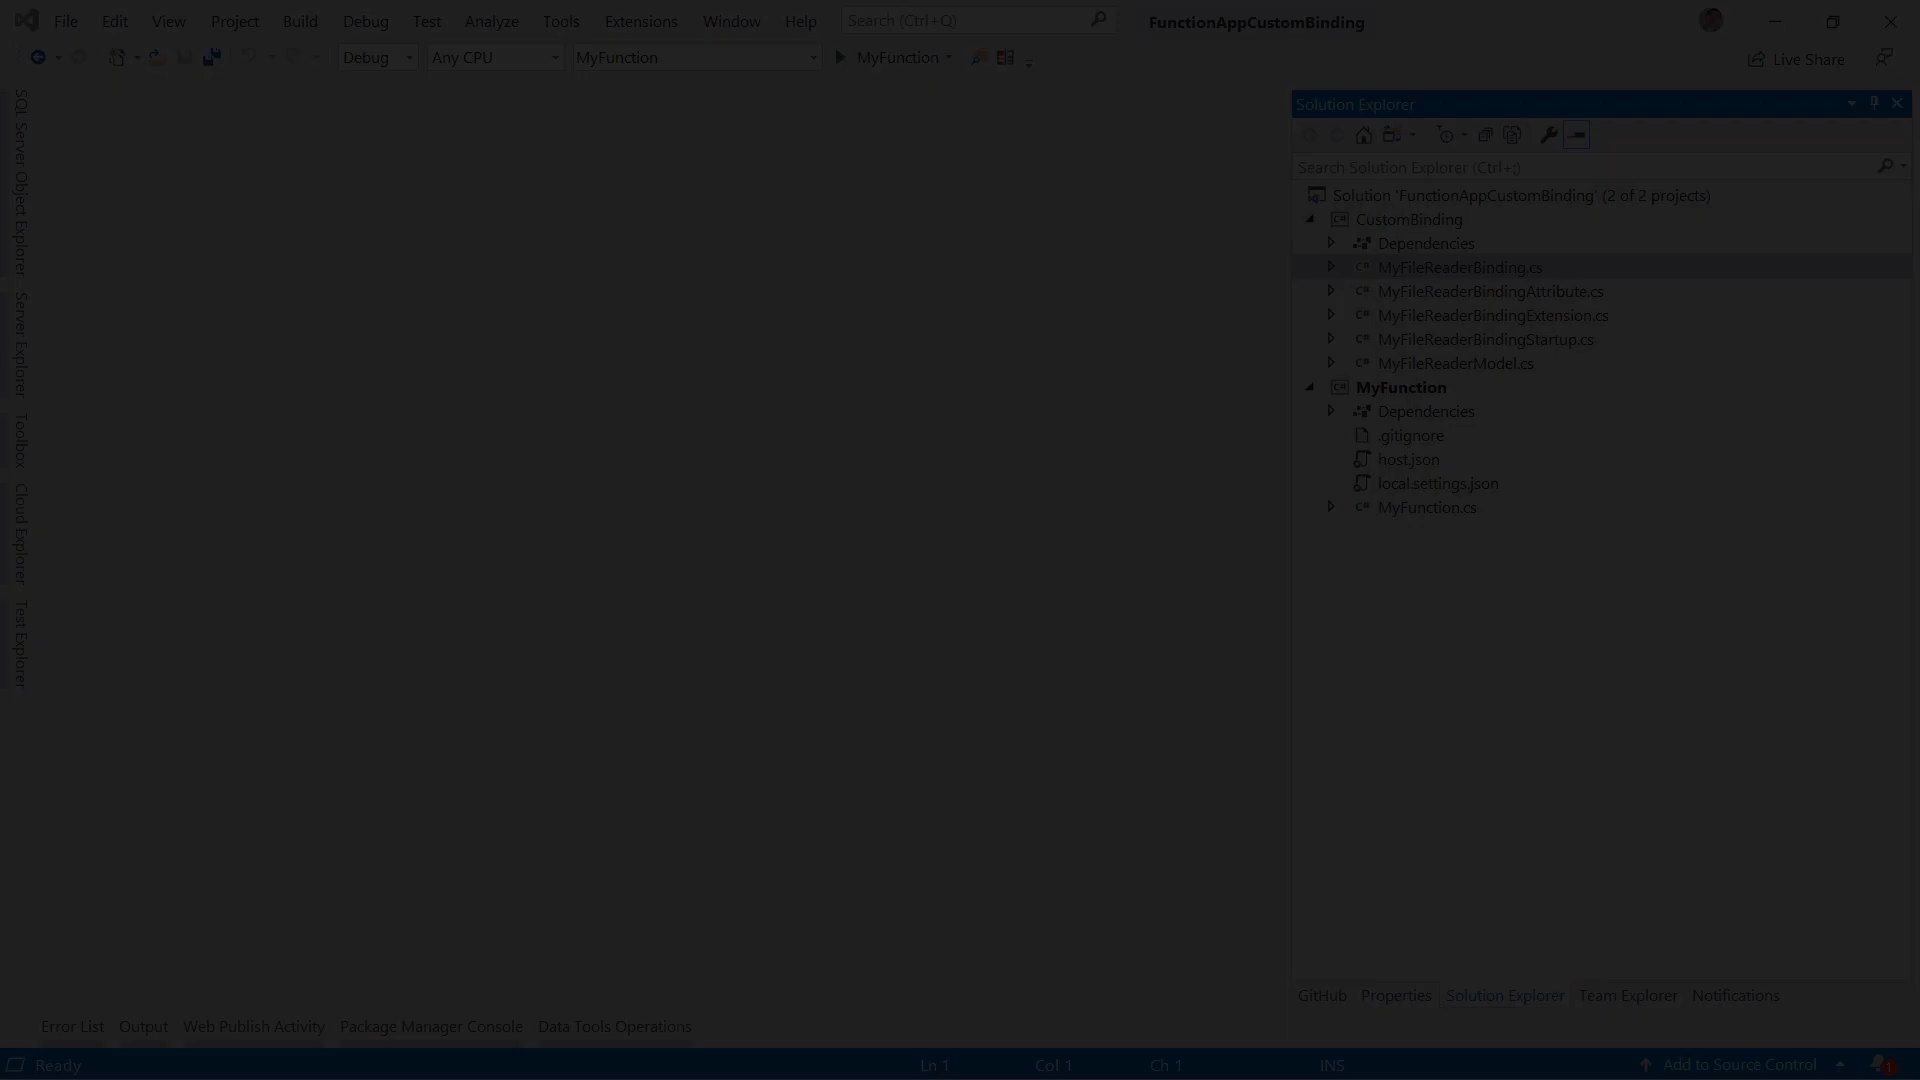 File Edit View Project Build Debug Test Analyze Tools Extensions Window Help Search (Ctrl+Q) FunctionAppCustomBinding
Debug Any CPU MyFunction MyFunction Live Share
SQL Server Object Explorer
Server Explorer
Toolbox
Cloud Explorer
Test Explorer
Solution Explorer
Search Solution Explorer (Ctrl+;)
Solution 'FunctionAppCustomBinding' (2 of 2 projects)
C# CustomBinding
Dependencies
C# MyFileReaderBinding.cs
C# MyFileReaderBindingAttribute.cs
C# MyFileReaderBindingExtension.cs
C# MyFileReaderBindingStartup.cs
C# MyFileReaderModel.cs
C# MyFunction
Dependencies
.gitignore
host.json
local.settings.json
C# MyFunction.cs
GitHub Properties Solution Explorer Team Explorer Notifications
Error List Output Web Publish Activity Package Manager Console Data Tools Operations
Ready Ln 1 Col 1 Ch 1 INS Add to Source Control 1